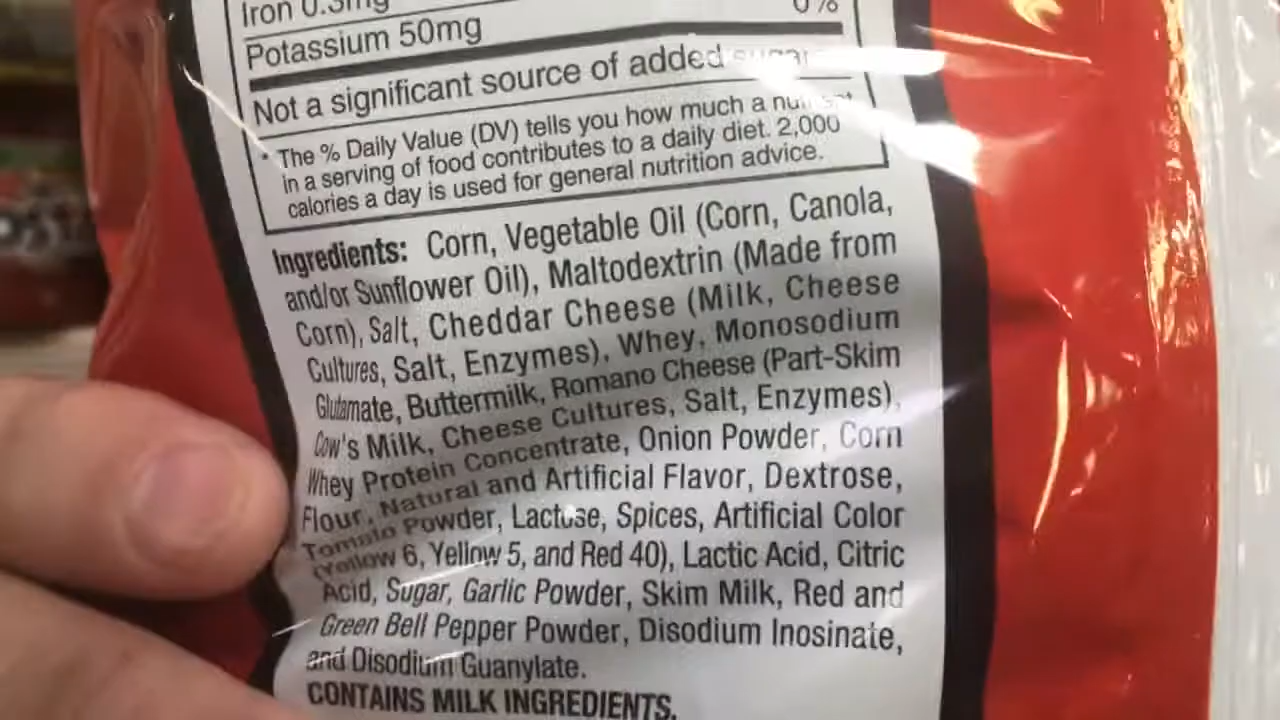 Iron 0.3mg
Potassium 50mg 0%
Not a significant source of added sugar
* The % Daily Value (DV) tells you how much a nutrient
in a serving of food contributes to a daily diet. 2,000
calories a day is used for general nutrition advice.
Ingredients: Corn, Vegetable Oil (Corn, Canola,
and/or Sunflower Oil), Maltodextrin (Made from
Corn), Salt, Cheddar Cheese (Milk, Cheese
Cultures, Salt, Enzymes), Whey, Monosodium
Glutamate, Buttermilk, Romano Cheese (Part-Skim
Cow's Milk, Cheese Cultures, Salt, Enzymes),
Whey Protein Concentrate, Onion Powder, Corn
Flour, Natural and Artificial Flavor, Dextrose,
Tomato Powder, Lactose, Spices, Artificial Color
(Yellow 6, Yellow 5, and Red 40), Lactic Acid, Citric
Acid, Sugar, Garlic Powder, Skim Milk, Red and
Green Bell Pepper Powder, Disodium Inosinate,
and Disodium Guanylate.
CONTAINS MILK INGREDIENTS.